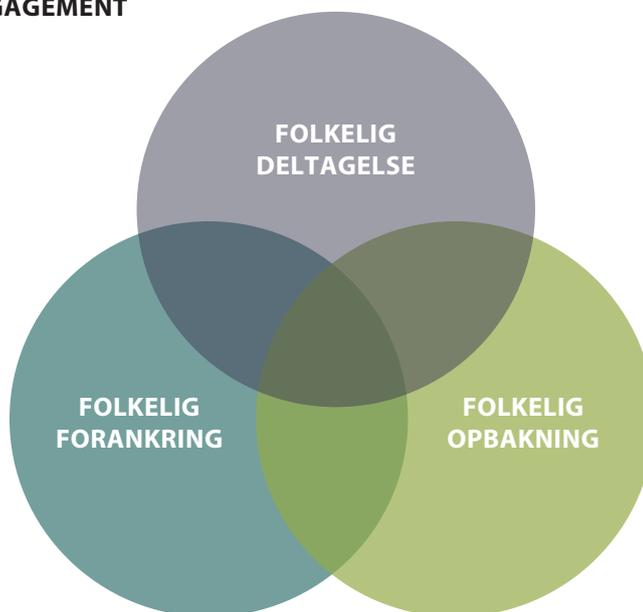 GAGEMENT
FOLKELIG
DELTAGELSE
FOLKELIG
FORANKRING
FOLKELIG
OPBAKNING